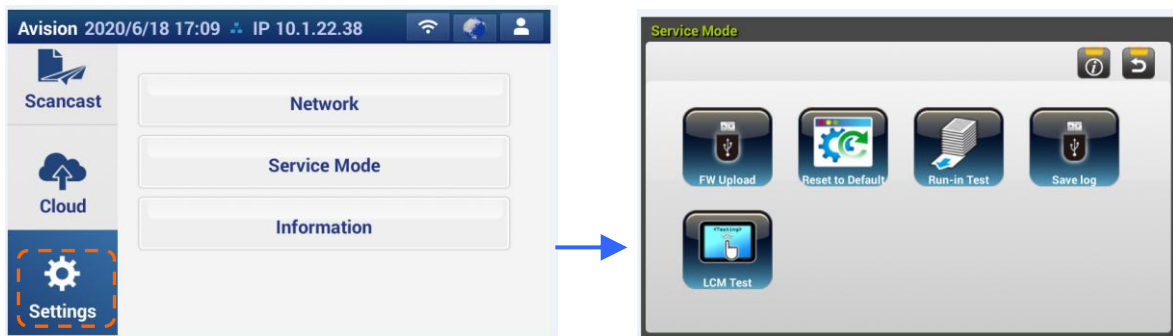 Avision 2020/6/18 17:09 IP 10.1.22.38
Scancast
Cloud
Settings
Network
Service Mode
Information
Service Mode
FW Upload
Reset to Default
Run-in Test
Save log
<Testing>
LCM Test